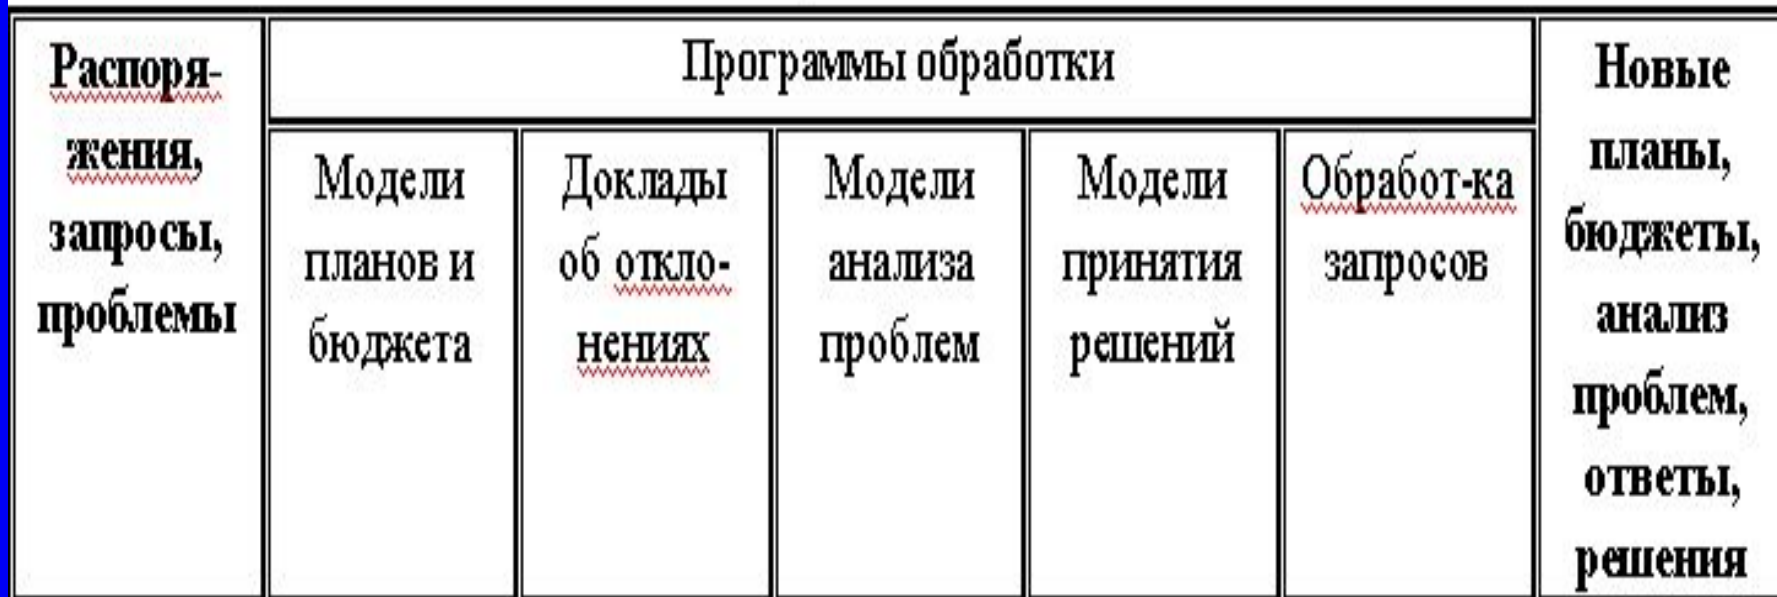 Распоря-
жения,
запросы,
проблемы
Программы обработки
Модели
планов и
бюджета
Доклады
об откло-
нениях
Модели
анализа
проблем
Модели
принятия
решений
Обработ-ка
запросов
Новые
планы,
бюджеты,
анализ
проблем,
ответы,
решения